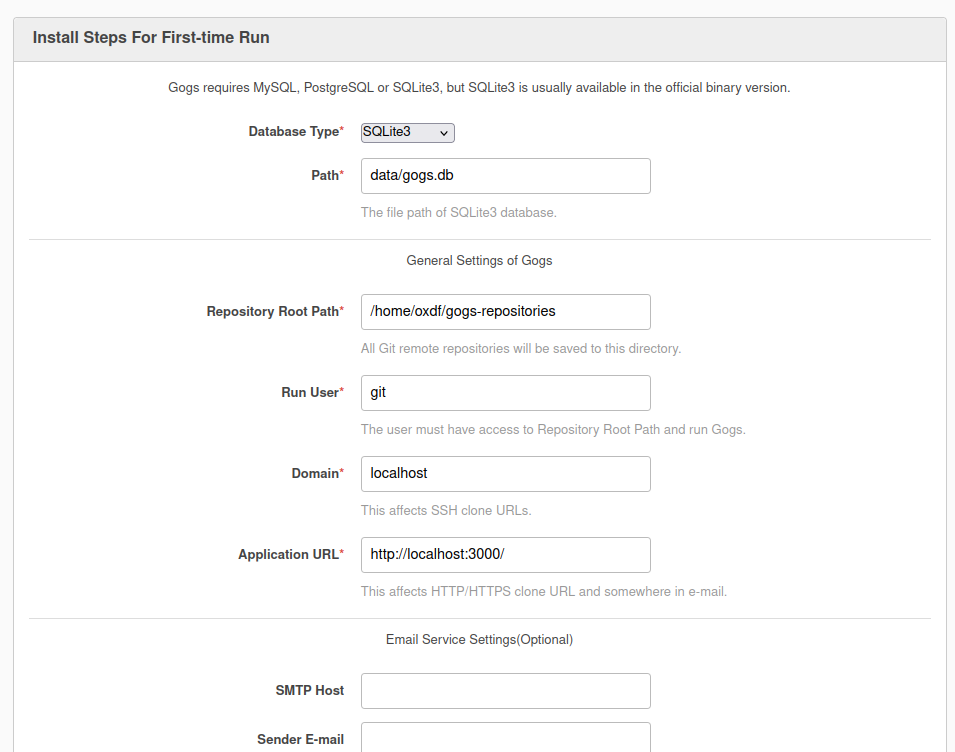 Install Steps For First-time Run
Gogs requires MySQL, PostgreSQL or SQLite3, but SQLite3 is usually available in the official binary version.
Database Type* SQLite3
Path* data/gogs.db
The file path of SQLite3 database.
General Settings of Gogs
Repository Root Path* /home/oxdf/gogs-repositories
All Git remote repositories will be saved to this directory.
Run User* git
The user must have access to Repository Root Path and run Gogs.
Domain* localhost
This affects SSH clone URLs.
Application URL* http://localhost:3000/
This affects HTTP/HTTPS clone URL and somewhere in e-mail.
Email Service Settings(Optional)
SMTP Host
Sender E-mail